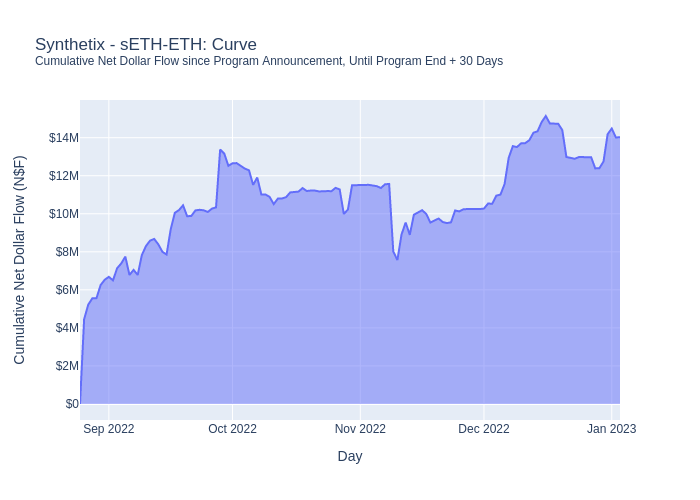 Synthetix - sETH-ETH: Curve
Cumulative Net Dollar Flow since Program Announcement, Until Program End + 30 Days
Cumulative Net Dollar Flow (N$F)
$14M
$12M
$10M
$8M
$6M
$4M
$2M
$0
Sep 2022
Oct 2022
Nov 2022
Dec 2022
Jan 2023
Day